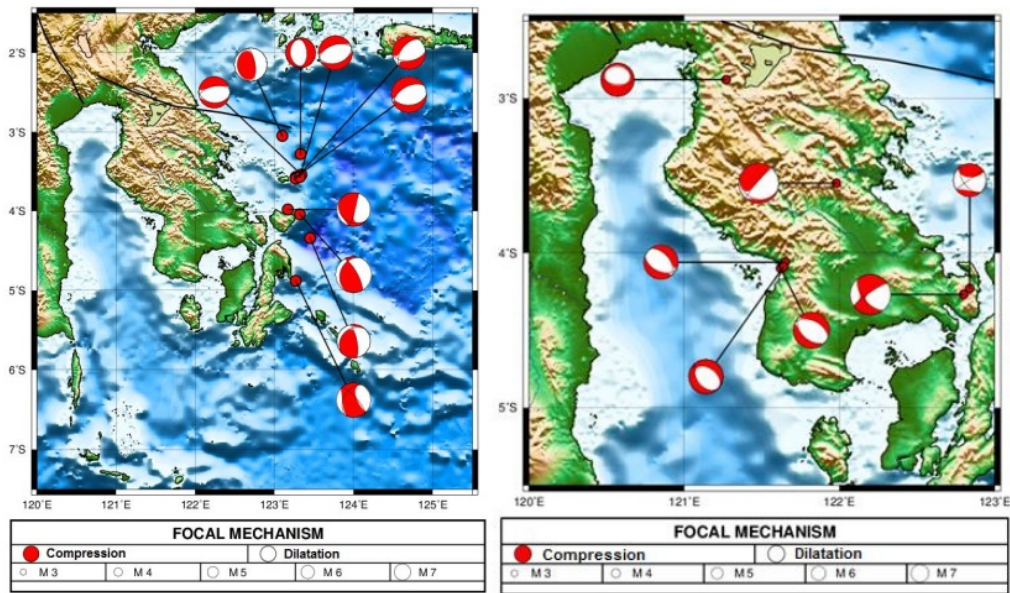 2°S
3°S
4°S
5°S
6°S
7°S
120°E 121°E 122°E 123°E 124°E 125°E
FOCAL MECHANISM
Compression Dilatation
M 3 M 4 M 5 M 6 M 7
3°S
4°S
5°S
120°E 121°E 122°E 123°E
FOCAL MECHANISM
Compression Dilatation
M 3 M 4 M 5 M 6 M 7